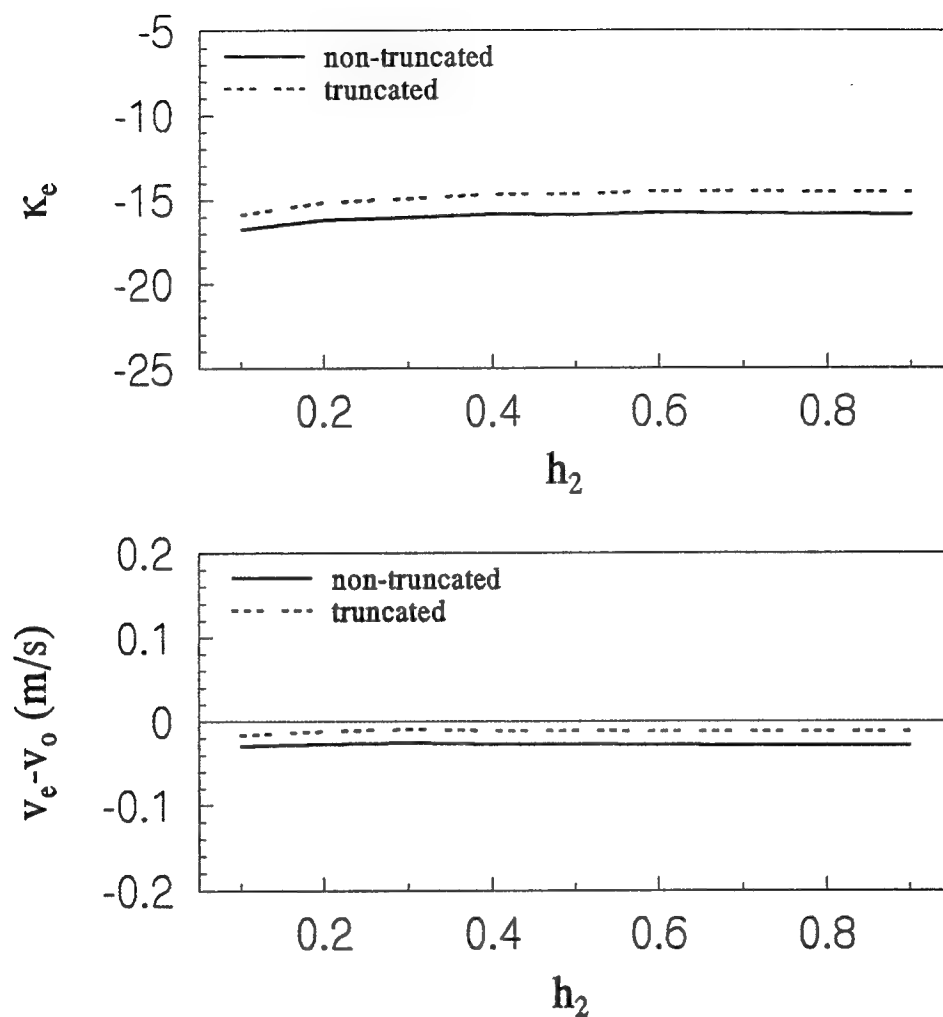 -5
non-truncated
truncated
-10
κe
-15
-20
-25
0.2 0.4 0.6 0.8
h2
0.2
non-truncated
truncated
0.1
ve-vo (m/s)
0
-0.1
-0.2
0.2 0.4 0.6 0.8
h2